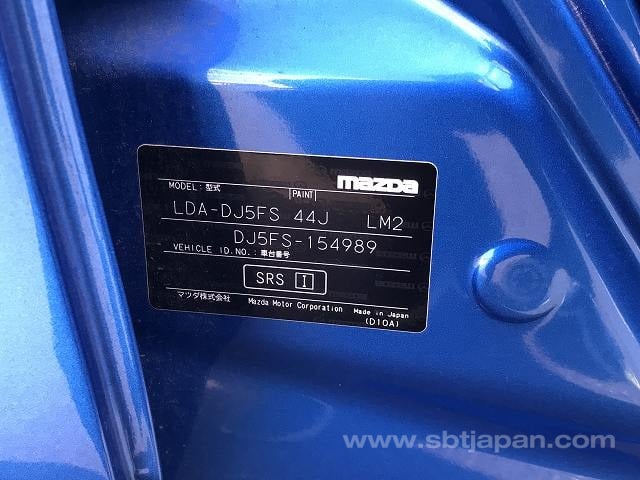 mazda
MODEL: 型式 PAINT
LDA-DJ5FS 44J LM2
DJ5FS-154989
VEHICLE ID.NO.: 車台番号
SRS I
マツダ株式会社 Mazda Motor Corporation Made in Japan
(D10A)
www.sbtjapan.com